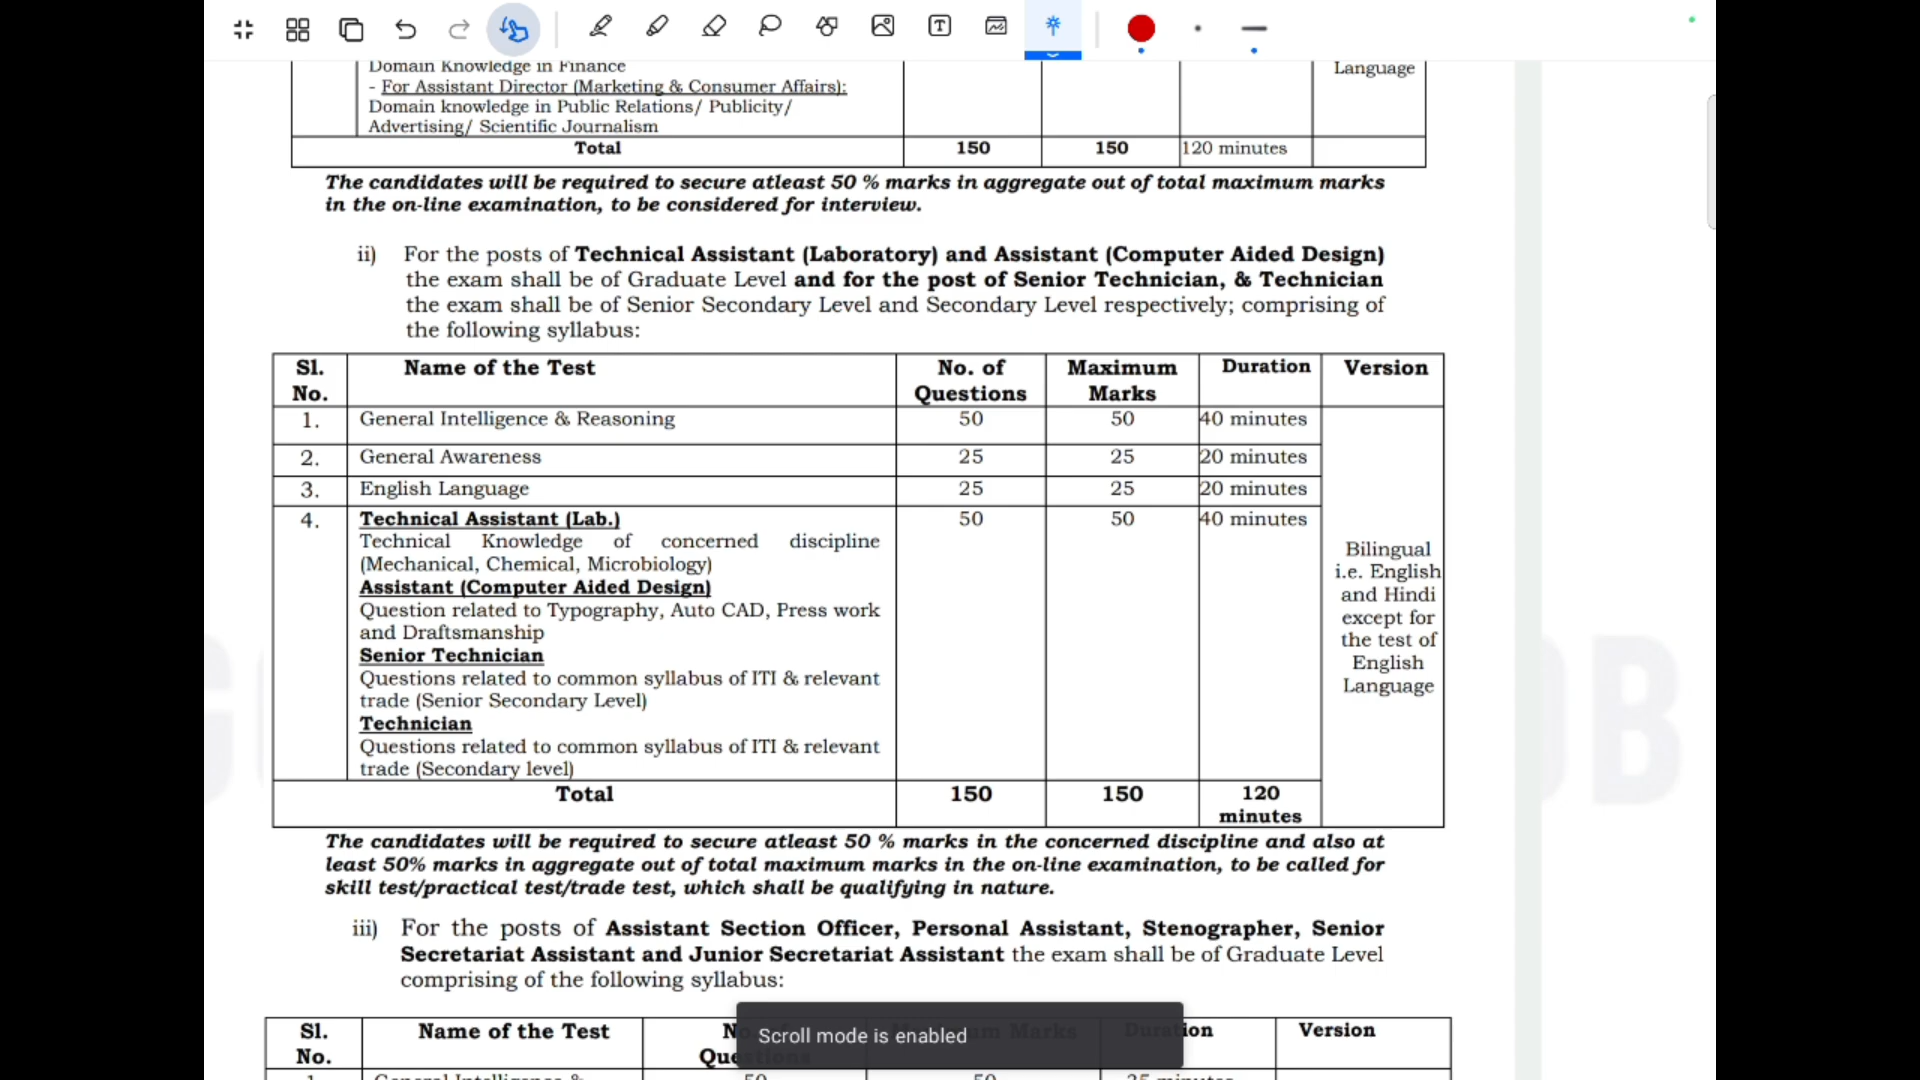 Domain Knowledge in Finance
- For Assistant Director (Marketing & Consumer Affairs):
Domain knowledge in Public Relations/ Publicity/
Advertising/ Scientific Journalism
Language
Total 150 150 120 minutes
The candidates will be required to secure atleast 50 % marks in aggregate out of total maximum marks
in the on-line examination, to be considered for interview.
ii) For the posts of Technical Assistant (Laboratory) and Assistant (Computer Aided Design)
the exam shall be of Graduate Level and for the post of Senior Technician, & Technician
the exam shall be of Senior Secondary Level and Secondary Level respectively; comprising of
the following syllabus:
Sl. No. Name of the Test No. of Questions Maximum Marks Duration Version
1. General Intelligence & Reasoning 50 50 40 minutes
2. General Awareness 25 25 20 minutes
3. English Language 25 25 20 minutes
4. Technical Assistant (Lab.) 50 50 40 minutes
Technical Knowledge of concerned discipline
(Mechanical, Chemical, Microbiology)
Assistant (Computer Aided Design)
Question related to Typography, Auto CAD, Press work
and Draftsmanship
Senior Technician
Questions related to common syllabus of ITI & relevant
trade (Senior Secondary Level)
Technician
Questions related to common syllabus of ITI & relevant
trade (Secondary level)
Bilingual
i.e. English
and Hindi
except for
the test of
English
Language
Total 150 150 120 minutes
The candidates will be required to secure atleast 50 % marks in the concerned discipline and also at
least 50% marks in aggregate out of total maximum marks in the on-line examination, to be called for
skill test/practical test/trade test, which shall be qualifying in nature.
iii) For the posts of Assistant Section Officer, Personal Assistant, Stenographer, Senior
Secretariat Assistant and Junior Secretariat Assistant the exam shall be of Graduate Level
comprising of the following syllabus:
Sl. No. Name of the Test Maximum Marks Duration Version
Scroll mode is enabled